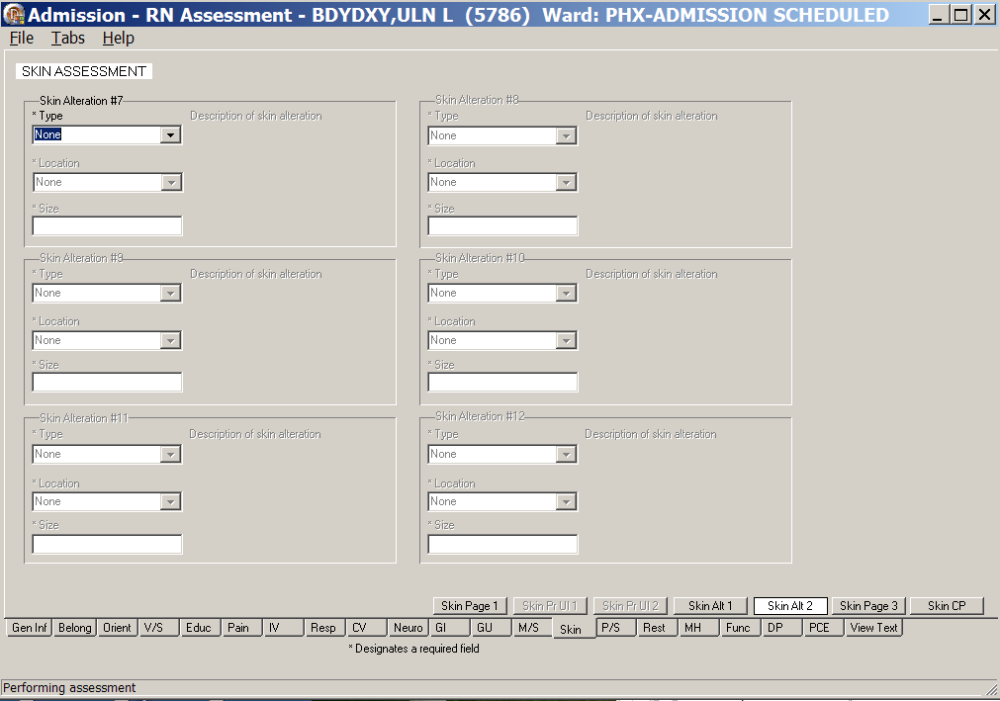 Admission - RN Assessment - BDYDXY,ULN L (5786) Ward: PHX-ADMISSION SCHEDULED
File Tabs Help
SKIN ASSESSMENT
Skin Alteration #7
* Type Description of skin alteration
None
* Location
None
* Size
Skin Alteration #8
* Type Description of skin alteration
None
* Location
None
* Size
Skin Alteration #9
* Type Description of skin alteration
None
* Location
None
* Size
Skin Alteration #10
* Type Description of skin alteration
None
* Location
None
* Size
Skin Alteration #11
* Type Description of skin alteration
None
* Location
None
* Size
Skin Alteration #12
* Type Description of skin alteration
None
* Location
None
* Size
Skin Page 1 Skin Pr Ul 1 Skin Pr Ul 2 Skin Alt 1 Skin Alt 2 Skin Page 3 Skin CP
Gen Inf Belong Orient V/S Educ Pain IV Resp CV Neuro GI GU M/S Skin P/S Rest MH Func DP PCE View Text
* Designates a required field
Performing assessment